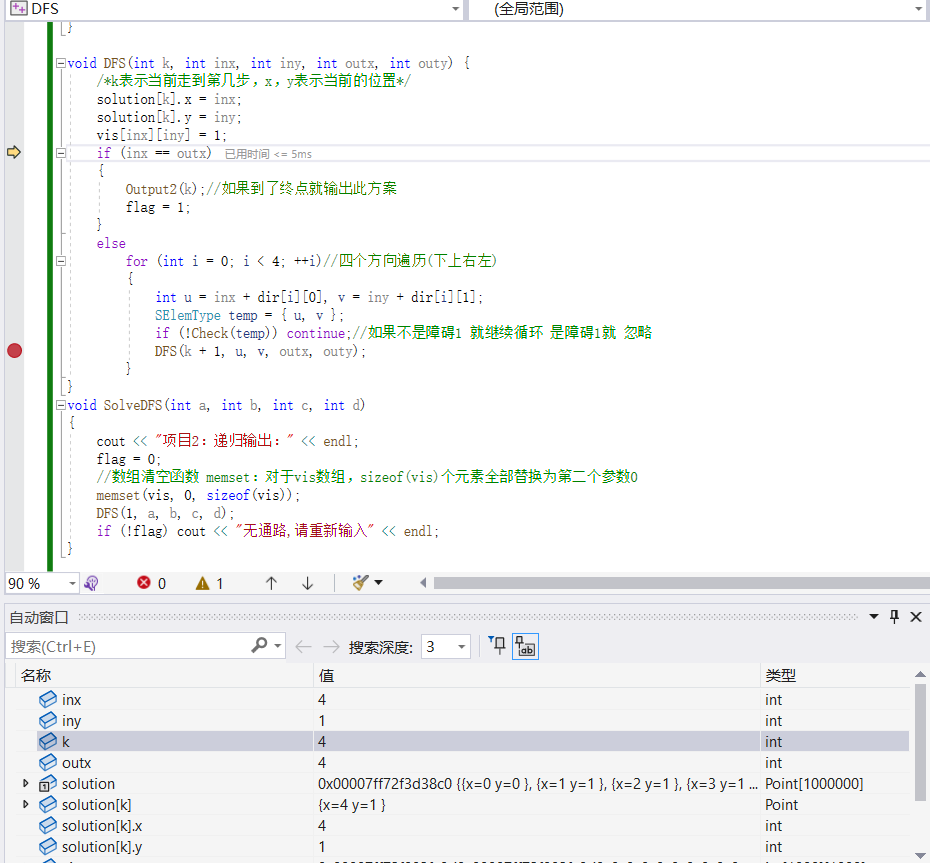 DFS (全局范围)
}
void DFS(int k, int inx, int iny, int outx, int outy) {
/*k表示当前走到第几步，x，y表示当前的位置*/
solution[k].x = inx;
solution[k].y = iny;
vis[inx][iny] = 1;
if (inx == outx) 已用时间 <= 5ms
{
Output2(k);//如果到了终点就输出此方案
flag = 1;
}
else
for (int i = 0; i < 4; ++i)//四个方向遍历(下上右左)
{
int u = inx + dir[i][0], v = iny + dir[i][1];
SElemType temp = { u, v };
if (!Check(temp)) continue;//如果不是障碍1 就继续循环 是障碍1就 忽略
DFS(k + 1, u, v, outx, outy);
}
}
void SolveDFS(int a, int b, int c, int d)
{
cout << "项目2：递归输出：" << endl;
flag = 0;
//数组清空函数 memset：对于vis数组，sizeof(vis)个元素全部替换为第二个参数0
memset(vis, 0, sizeof(vis));
DFS(1, a, b, c, d);
if (!flag) cout << "无通路,请重新输入" << endl;
}
90 % 0 1
自动窗口
搜索(Ctrl+E) 搜索深度: 3
名称 值 类型
inx 4 int
iny 1 int
k 4 int
outx 4 int
solution 0x00007ff72f3d38c0 {{x=0 y=0 }, {x=1 y=1 }, {x=2 y=1 }, {x=3 y=1 ... Point[1000000]
solution[k] {x=4 y=1 } Point
solution[k].x 4 int
solution[k].y 1 int